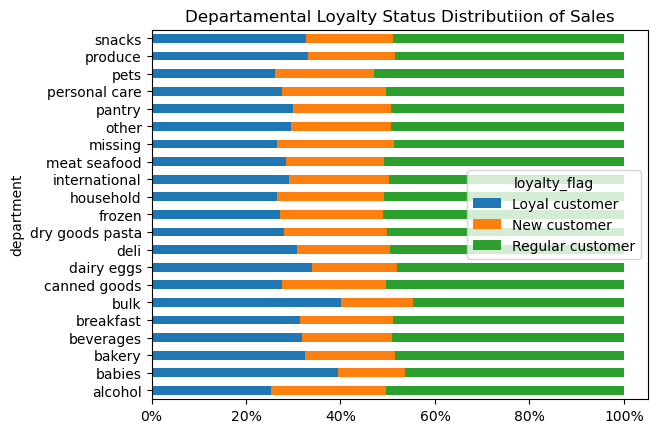 Departamental Loyalty Status Distributiion of Sales
snacks
produce
pets
personal care
pantry
other
missing
meat seafood
international
household
frozen
dry goods pasta
deli
dairy eggs
canned goods
bulk
breakfast
beverages
bakery
babies
alcohol
department
loyalty_flag
Loyal customer
New customer
Regular customer
0% 20% 40% 60% 80% 100%